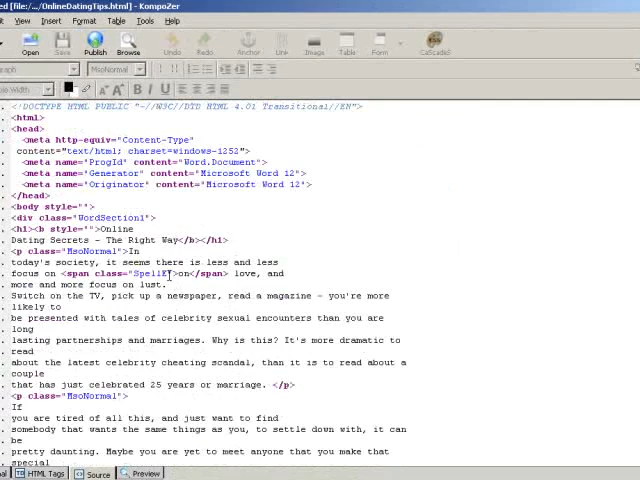 ed [file:/.../OnlineDatingTips.html] - KompoZer
it View Insert Format Table Tools Help
Open Save Publish Browse Undo Redo Anchor Link Image Table Form CaScadeS
graph MsoNormal
Width
<!DOCTYPE HTML PUBLIC "-//W3C//DTD HTML 4.01 Transitional//EN">
<html>
<head>
<meta http-equiv="Content-Type"
content="text/html; charset=windows-1252">
<meta name="ProgId" content="Word.Document">
<meta name="Generator" content="Microsoft Word 12">
<meta name="Originator" content="Microsoft Word 12">
</head>
<body style="">
<div class="WordSection1">
<h1><b style="">Online
Dating Secrets - The Right Way</b></h1>
<p class="MsoNormal">In
today's society, it seems there is less and less
focus on <span class="SpellE">on</span> love, and
more and more focus on lust.
Switch on the TV, pick up a newspaper, read a magazine - you're more
likely to
be presented with tales of celebrity sexual encounters than you are
long
lasting partnerships and marriages. Why is this? It's more dramatic to
read
about the latest celebrity cheating scandal, than it is to read about a
couple
that has just celebrated 25 years or marriage. </p>
<p class="MsoNormal">
If
you are tired of all this, and just want to find
somebody that wants the same things as you, to settle down with, it can
be
pretty daunting. Maybe you are yet to meet anyone that you make that
special
HTML Tags Source Preview